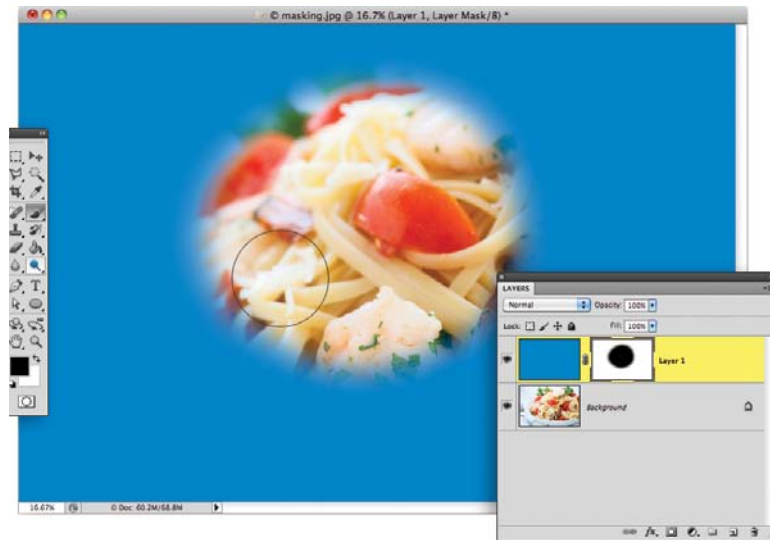 © masking.jpg @ 16.7% (Layer 1, Layer Mask/8) *
T
LAYERS
Normal
Opacity: 100%
Lock:
Fill: 100%
Layer 1
Background
16.67%
© Doc: 60.2M/68.8M
fx